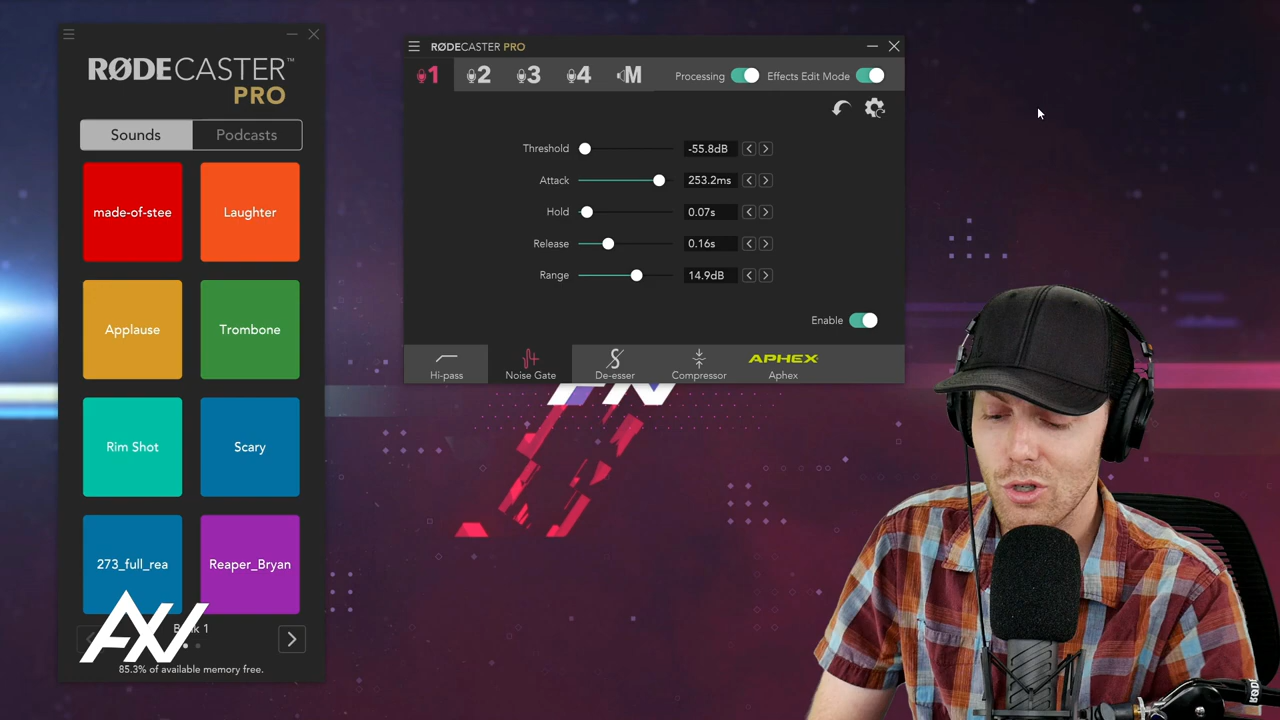 RØDECASTER™
PRO
Sounds
Podcasts
made-of-stee
Laughter
Applause
Trombone
Rim Shot
Scary
273_full_rea
Reaper_Bryan
85.3% of available memory free.
RØDECASTER PRO
1
2
3
4
M
Processing
Effects Edit Mode
Threshold
-55.8dB
Attack
253.2ms
Hold
0.07s
Release
0.16s
Range
14.9dB
Enable
Hi-pass
Noise Gate
De-esser
Compressor
APHEX
Aphex
RØDE